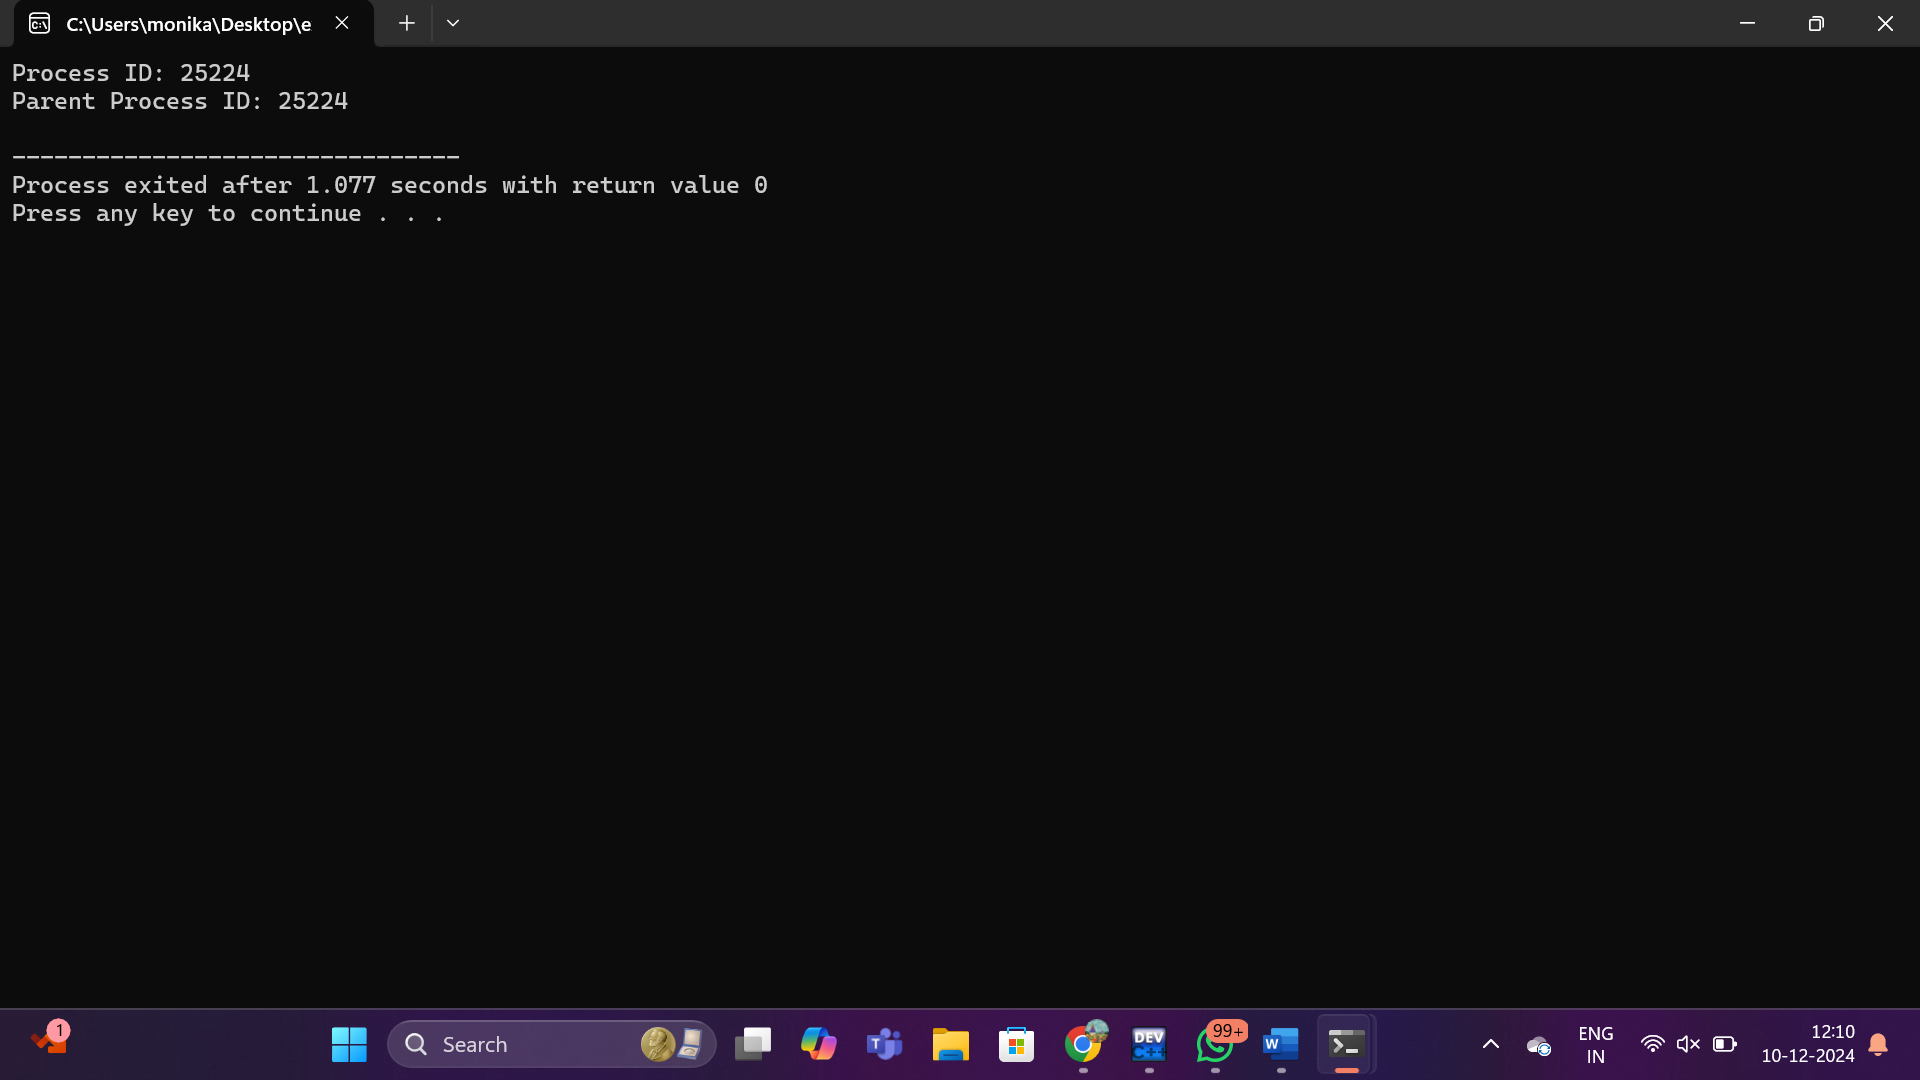 C:\Users\monika\Desktop\e
Process ID: 25224
Parent Process ID: 25224
--------------------------------
Process exited after 1.077 seconds with return value 0
Press any key to continue . . .
1
Search
T
DEV
C++
99+
W
ENG
IN
12:10
10-12-2024